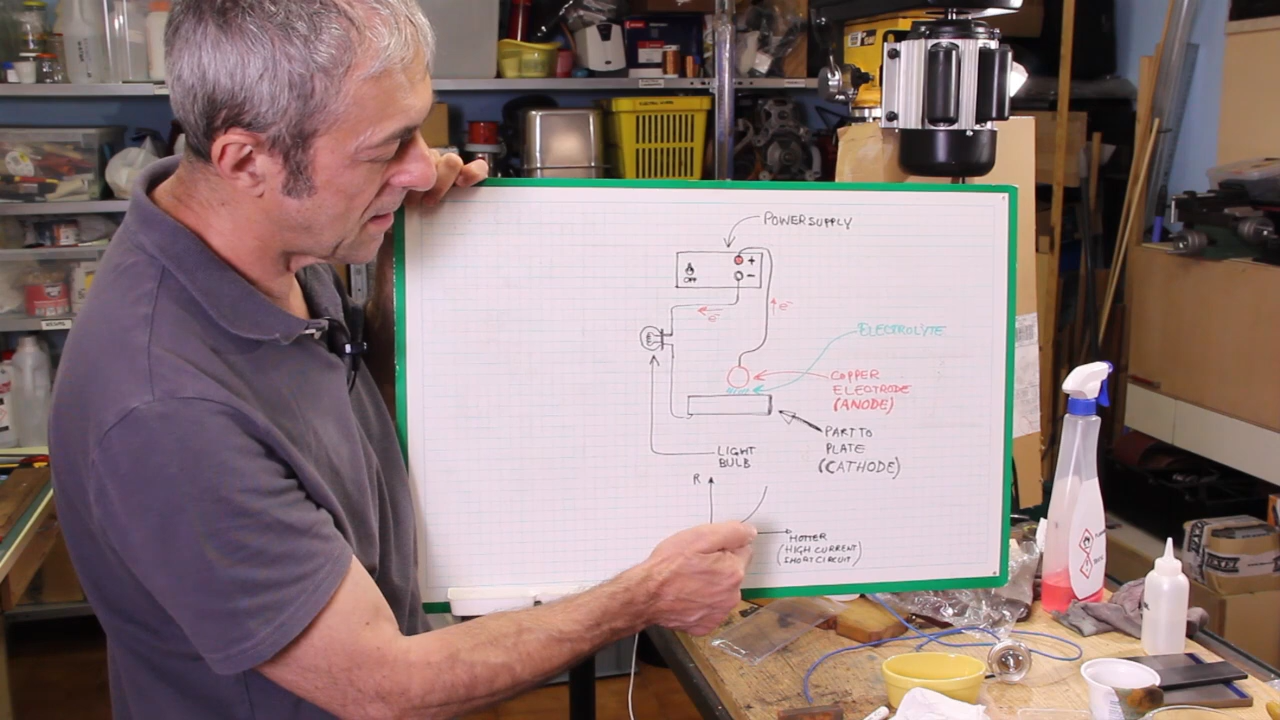 POWER SUPPLY
+
OFF
−
e⁻
e⁻
ELECTROLYTE
COPPER
ELECTRODE
(ANODE)
PART TO
PLATE
(CATHODE)
LIGHT
BULB
R
HOTTER
(HIGH CURRENT
SHORT CIRCUIT)